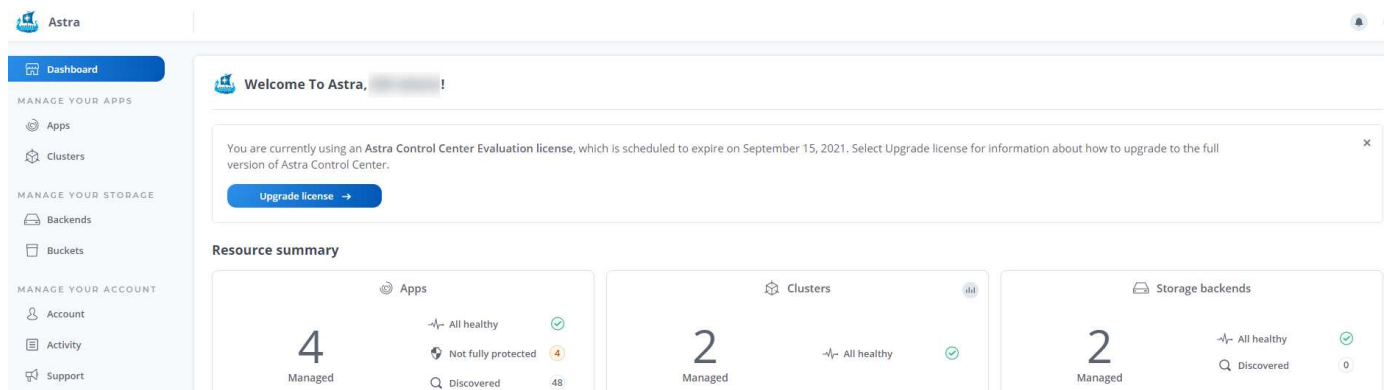 Astra
Dashboard
MANAGE YOUR APPS
Apps
Clusters
MANAGE YOUR STORAGE
Backends
Buckets
MANAGE YOUR ACCOUNT
Account
Activity
Support
Welcome To Astra, !
You are currently using an Astra Control Center Evaluation license, which is scheduled to expire on September 15, 2021. Select Upgrade license for information about how to upgrade to the full
version of Astra Control Center.
Upgrade license →
Resource summary
Apps
4
Managed
All healthy
Not fully protected 4
Discovered 48
Clusters
2
Managed
All healthy
Storage backends
2
Managed
All healthy
Discovered 0